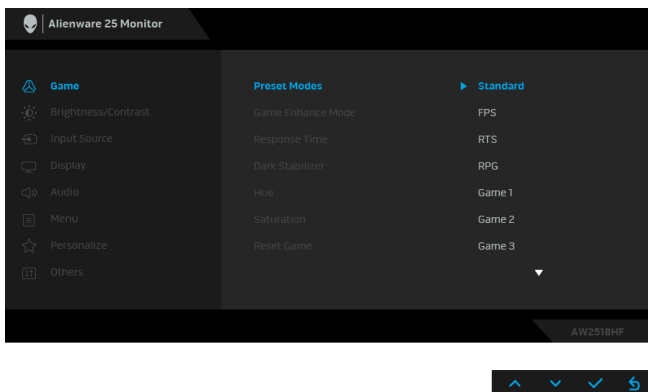 Alienware 25 Monitor
Game Preset Modes Standard
Brightness/Contrast Game Enhance Mode FPS
Input Source Response Time RTS
Display Dark Stabilizer RPG
Audio Hue Game 1
Menu Saturation Game 2
Personalize Reset Game Game 3
Others
AW2518HF